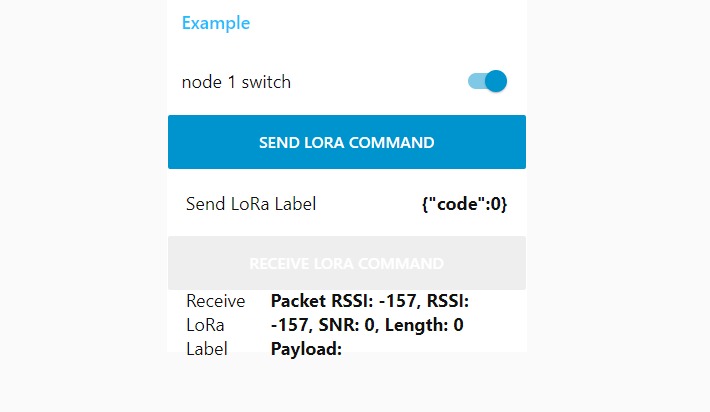 Example
node 1 switch
SEND LORA COMMAND
Send LoRa Label {"code":0}
RECEIVE LORA COMMAND
Receive Packet RSSI: -157, RSSI:
LoRa -157, SNR: 0, Length: 0
Label Payload: